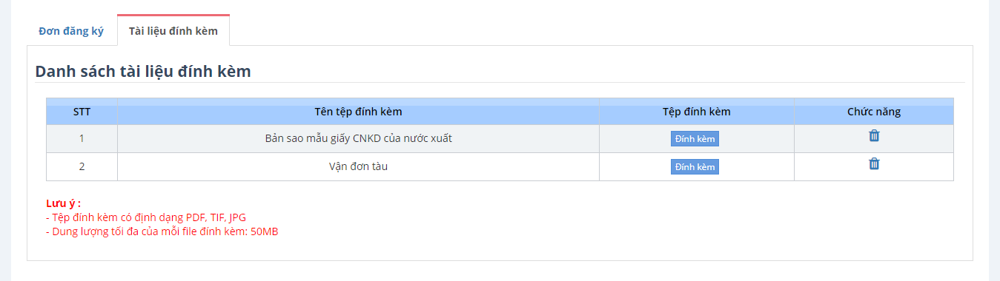 Đơn đăng ký
Tài liệu đính kèm
Danh sách tài liệu đính kèm
STT Tên tệp đính kèm Tệp đính kèm Chức năng
1 Bản sao mẫu giấy CNKD của nước xuất Đính kèm
2 Vận đơn tàu Đính kèm
Lưu ý :
- Tệp đính kèm có định dạng PDF, TIF, JPG
- Dung lượng tối đa của mỗi file đính kèm: 50MB